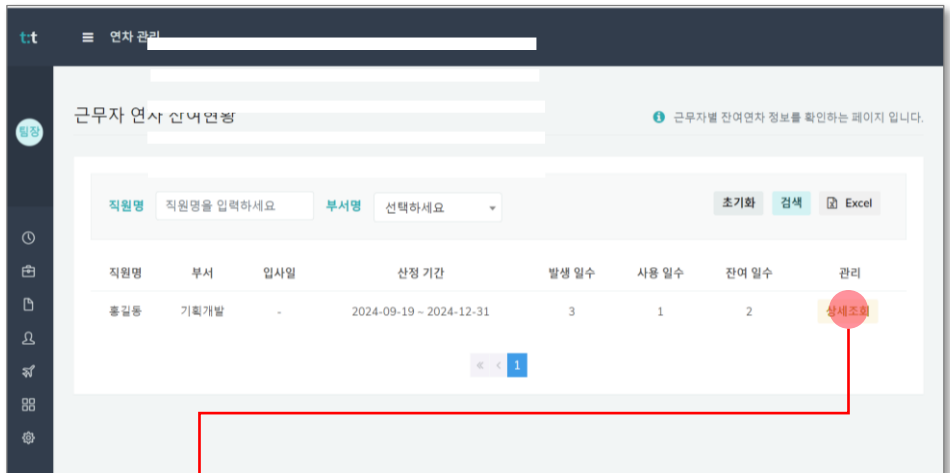 t:t ≡ 연차 관리
팀장
근무자 연차 잔여현황
근무자별 잔여연차 정보를 확인하는 페이지 입니다.
직원명 직원명을 입력하세요 부서명 선택하세요 초기화 검색 Excel
직원명 부서 입사일 산정 기간 발생 일수 사용 일수 잔여 일수 관리
홍길동 기획개발 - 2024-09-19 ~ 2024-12-31 3 1 2 상세조회
« ‹ 1